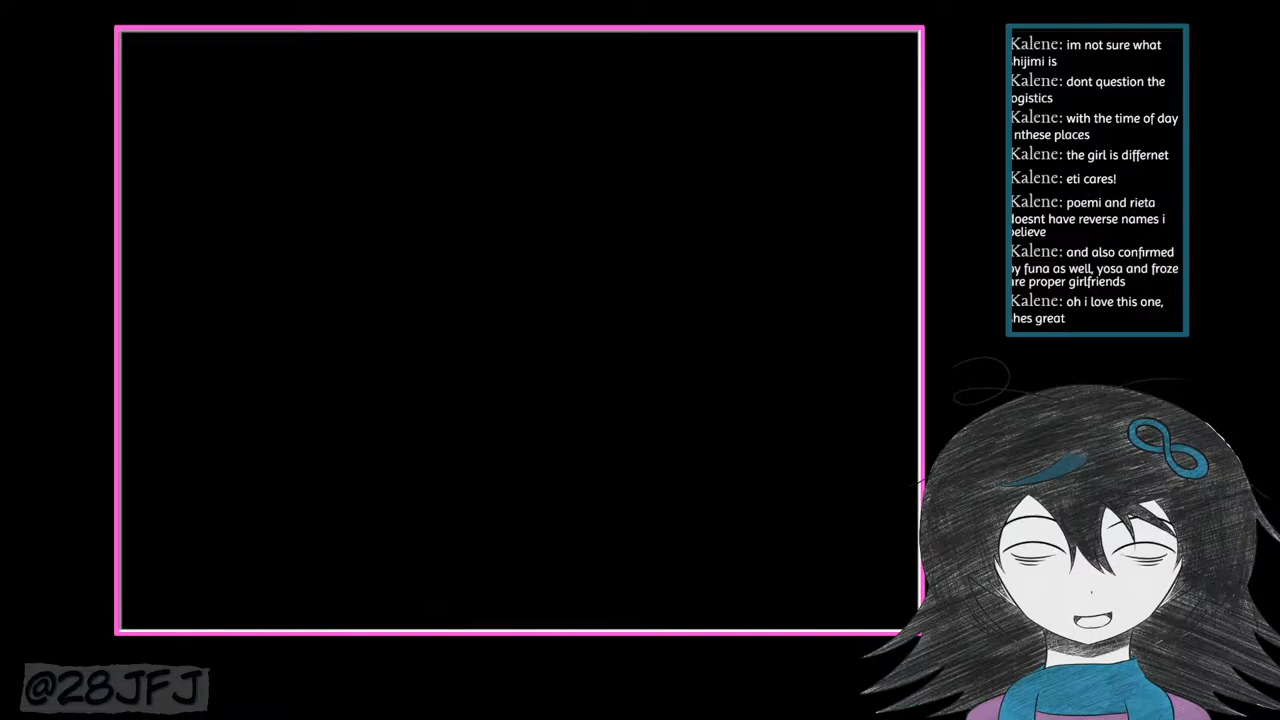 Kalene: im not sure what
hijimi is
Kalene: dont question the
ogistics
Kalene: with the time of day
nthese places
Kalene: the girl is differnet
Kalene: eti cares!
Kalene: poemi and rieta
doesnt have reverse names i
believe
Kalene: and also confirmed
by funa as well, yosa and froze
are proper girlfriends
Kalene: oh i love this one,
shes great
@28JFJ